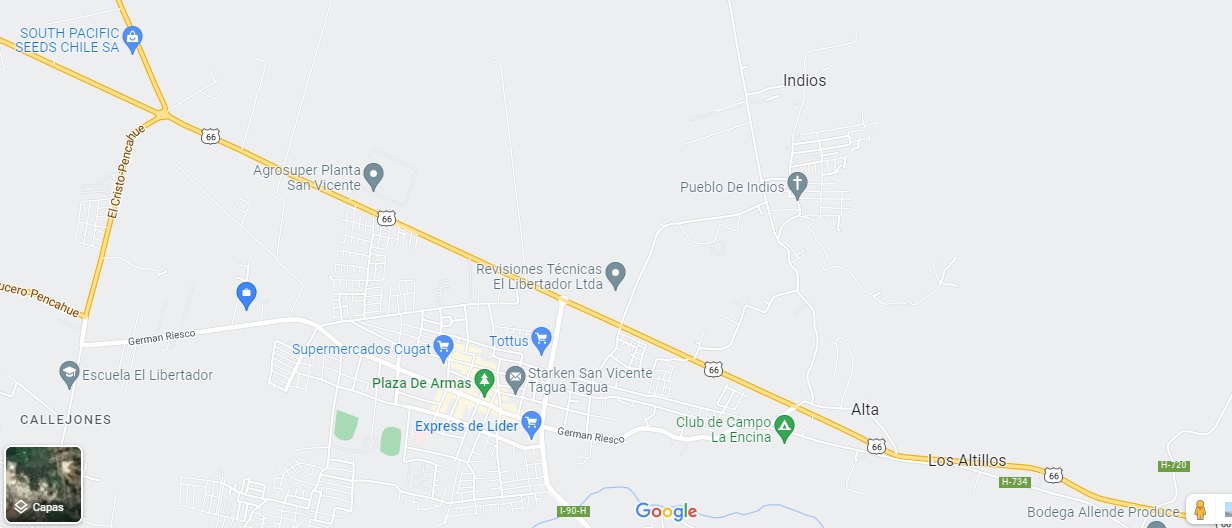 SOUTH PACIFIC
SEEDS CHILE SA
Indios
El Cristo-Pencahue
66
Agrosuper Planta
San Vicente
66
Pueblo De Indios
Revisiones Técnicas
El Libertador Ltda
ucero Pencahue
German Riesco
Tottus
Supermercados Cugat
66
Escuela El Libertador
Starken San Vicente
Tagua Tagua
Plaza De Armas
Alta
CALLEJONES
Express de Lider
Club de Campo
La Encina
German Riesco
66
Los Altillos
H-720
66
H-734
Capas
I-90-H
Google
Bodega Allende Produce